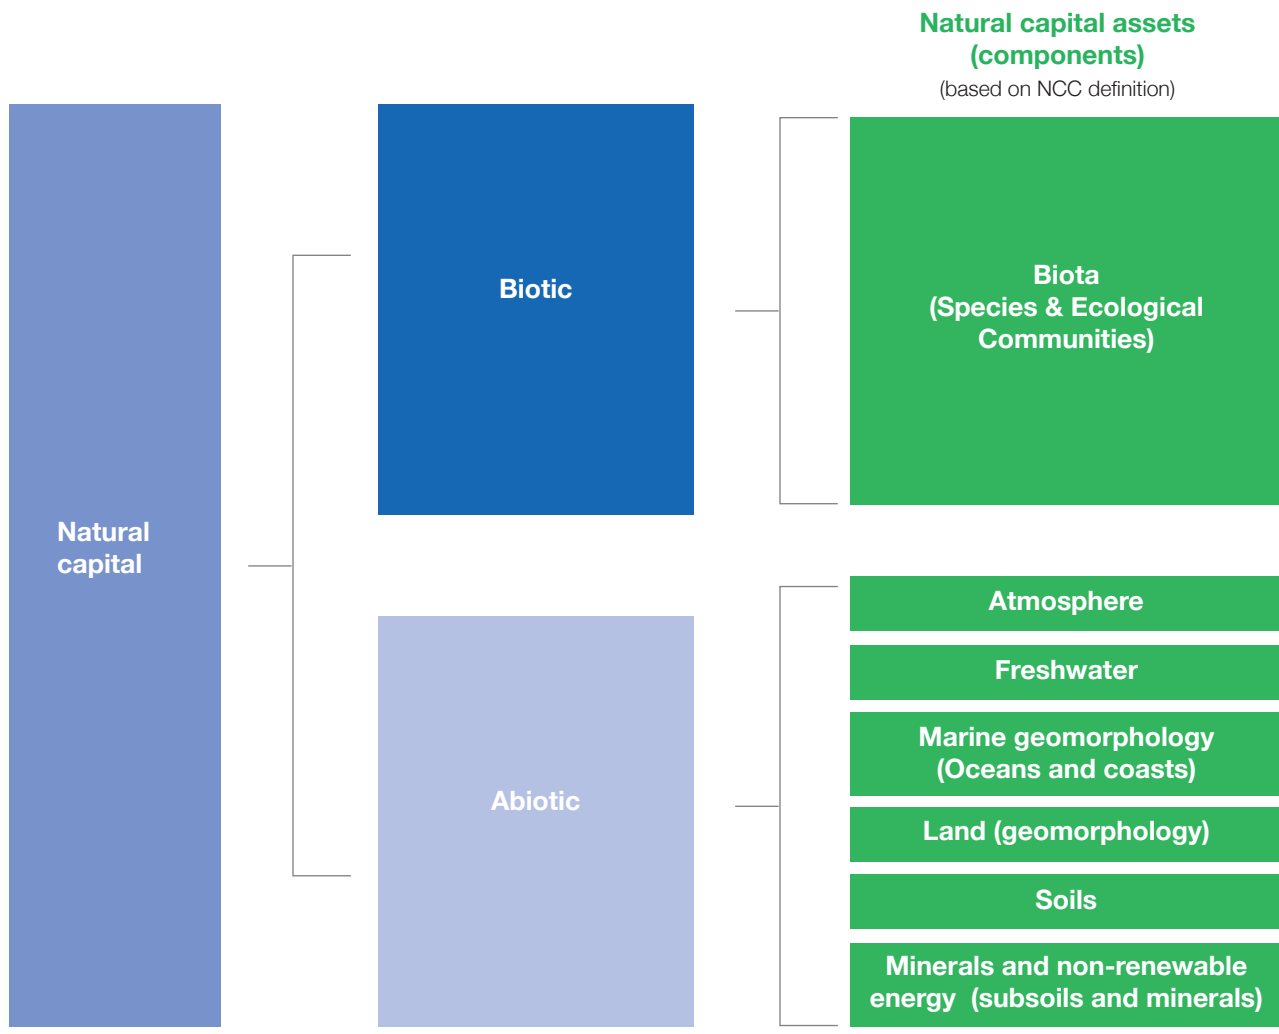 Natural capital assets
(components)
(based on NCC definition)
Natural
capital
Biotic
Abiotic
Biota
(Species & Ecological
Communities)
Atmosphere
Freshwater
Marine geomorphology
(Oceans and coasts)
Land (geomorphology)
Soils
Minerals and non-renewable
energy  (subsoils and minerals)